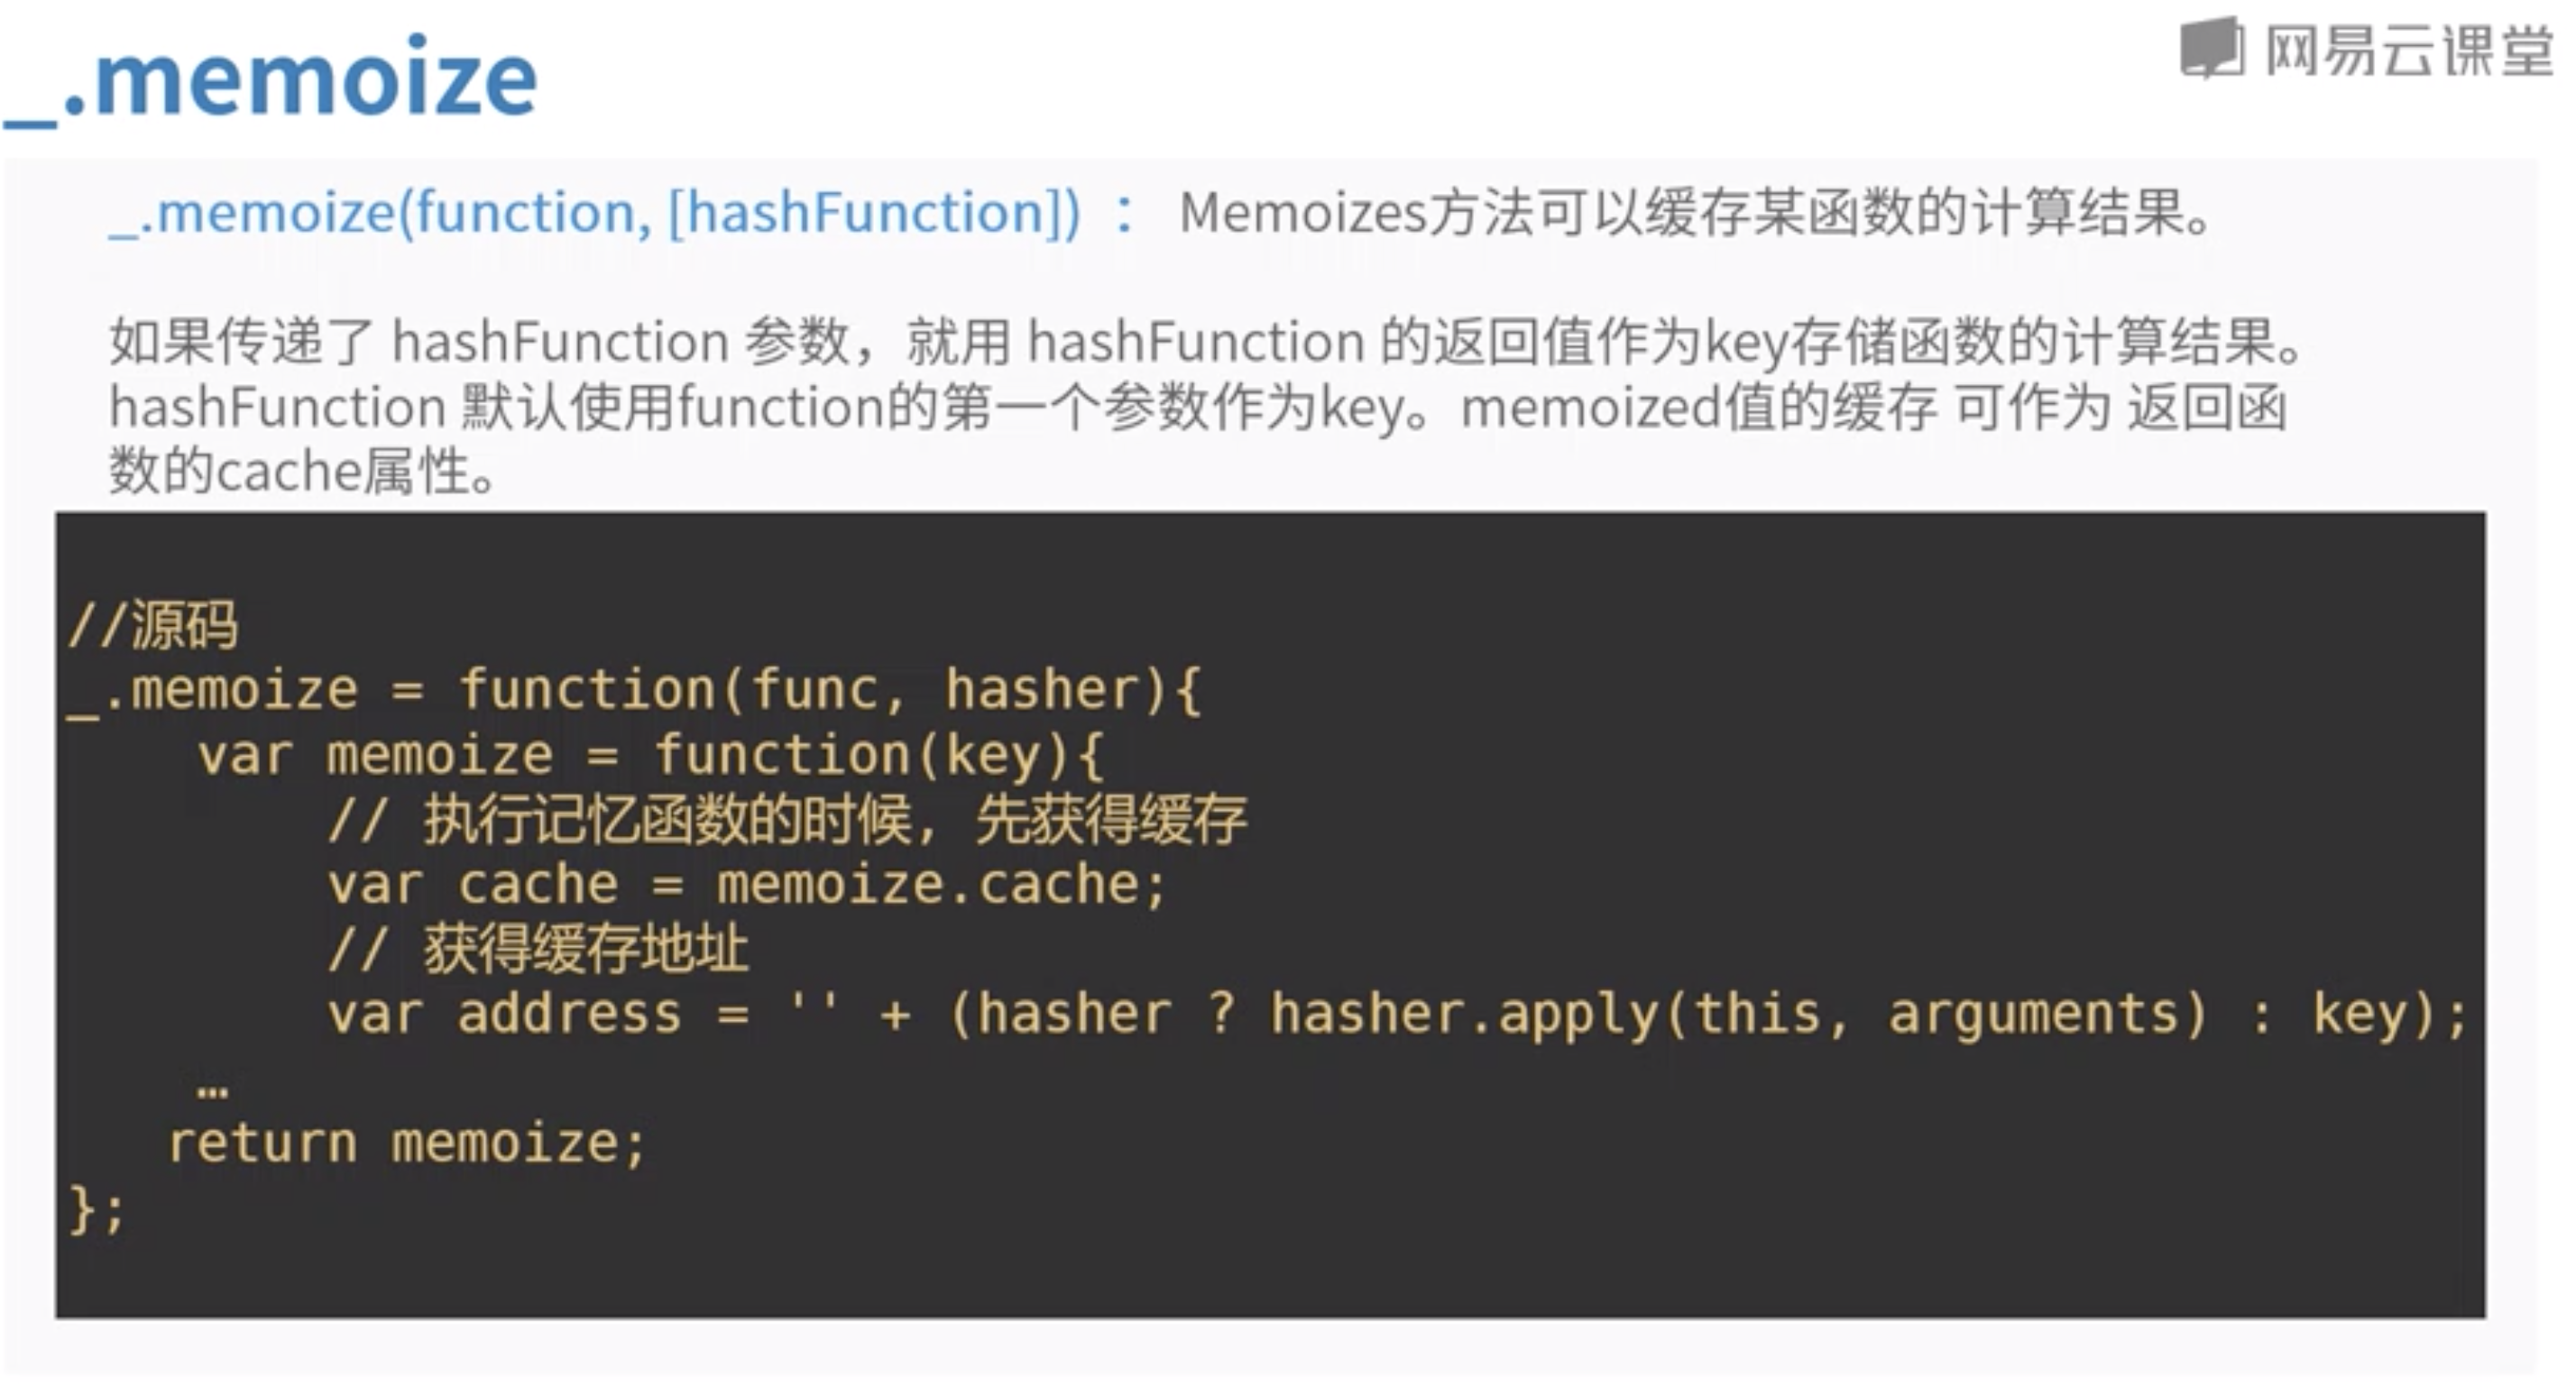 _.memoize
网易云课堂
_.memoize(function, [hashFunction]) ： Memoizes方法可以缓存某函数的计算结果。
如果传递了 hashFunction 参数，就用 hashFunction 的返回值作为key存储函数的计算结果。
hashFunction 默认使用function的第一个参数作为key。memoized值的缓存 可作为 返回函
数的cache属性。
//源码
_.memoize = function(func, hasher){
    var memoize = function(key){
        // 执行记忆函数的时候, 先获得缓存
        var cache = memoize.cache;
        // 获得缓存地址
        var address = '' + (hasher ? hasher.apply(this, arguments) : key);
    …
   return memoize;
};